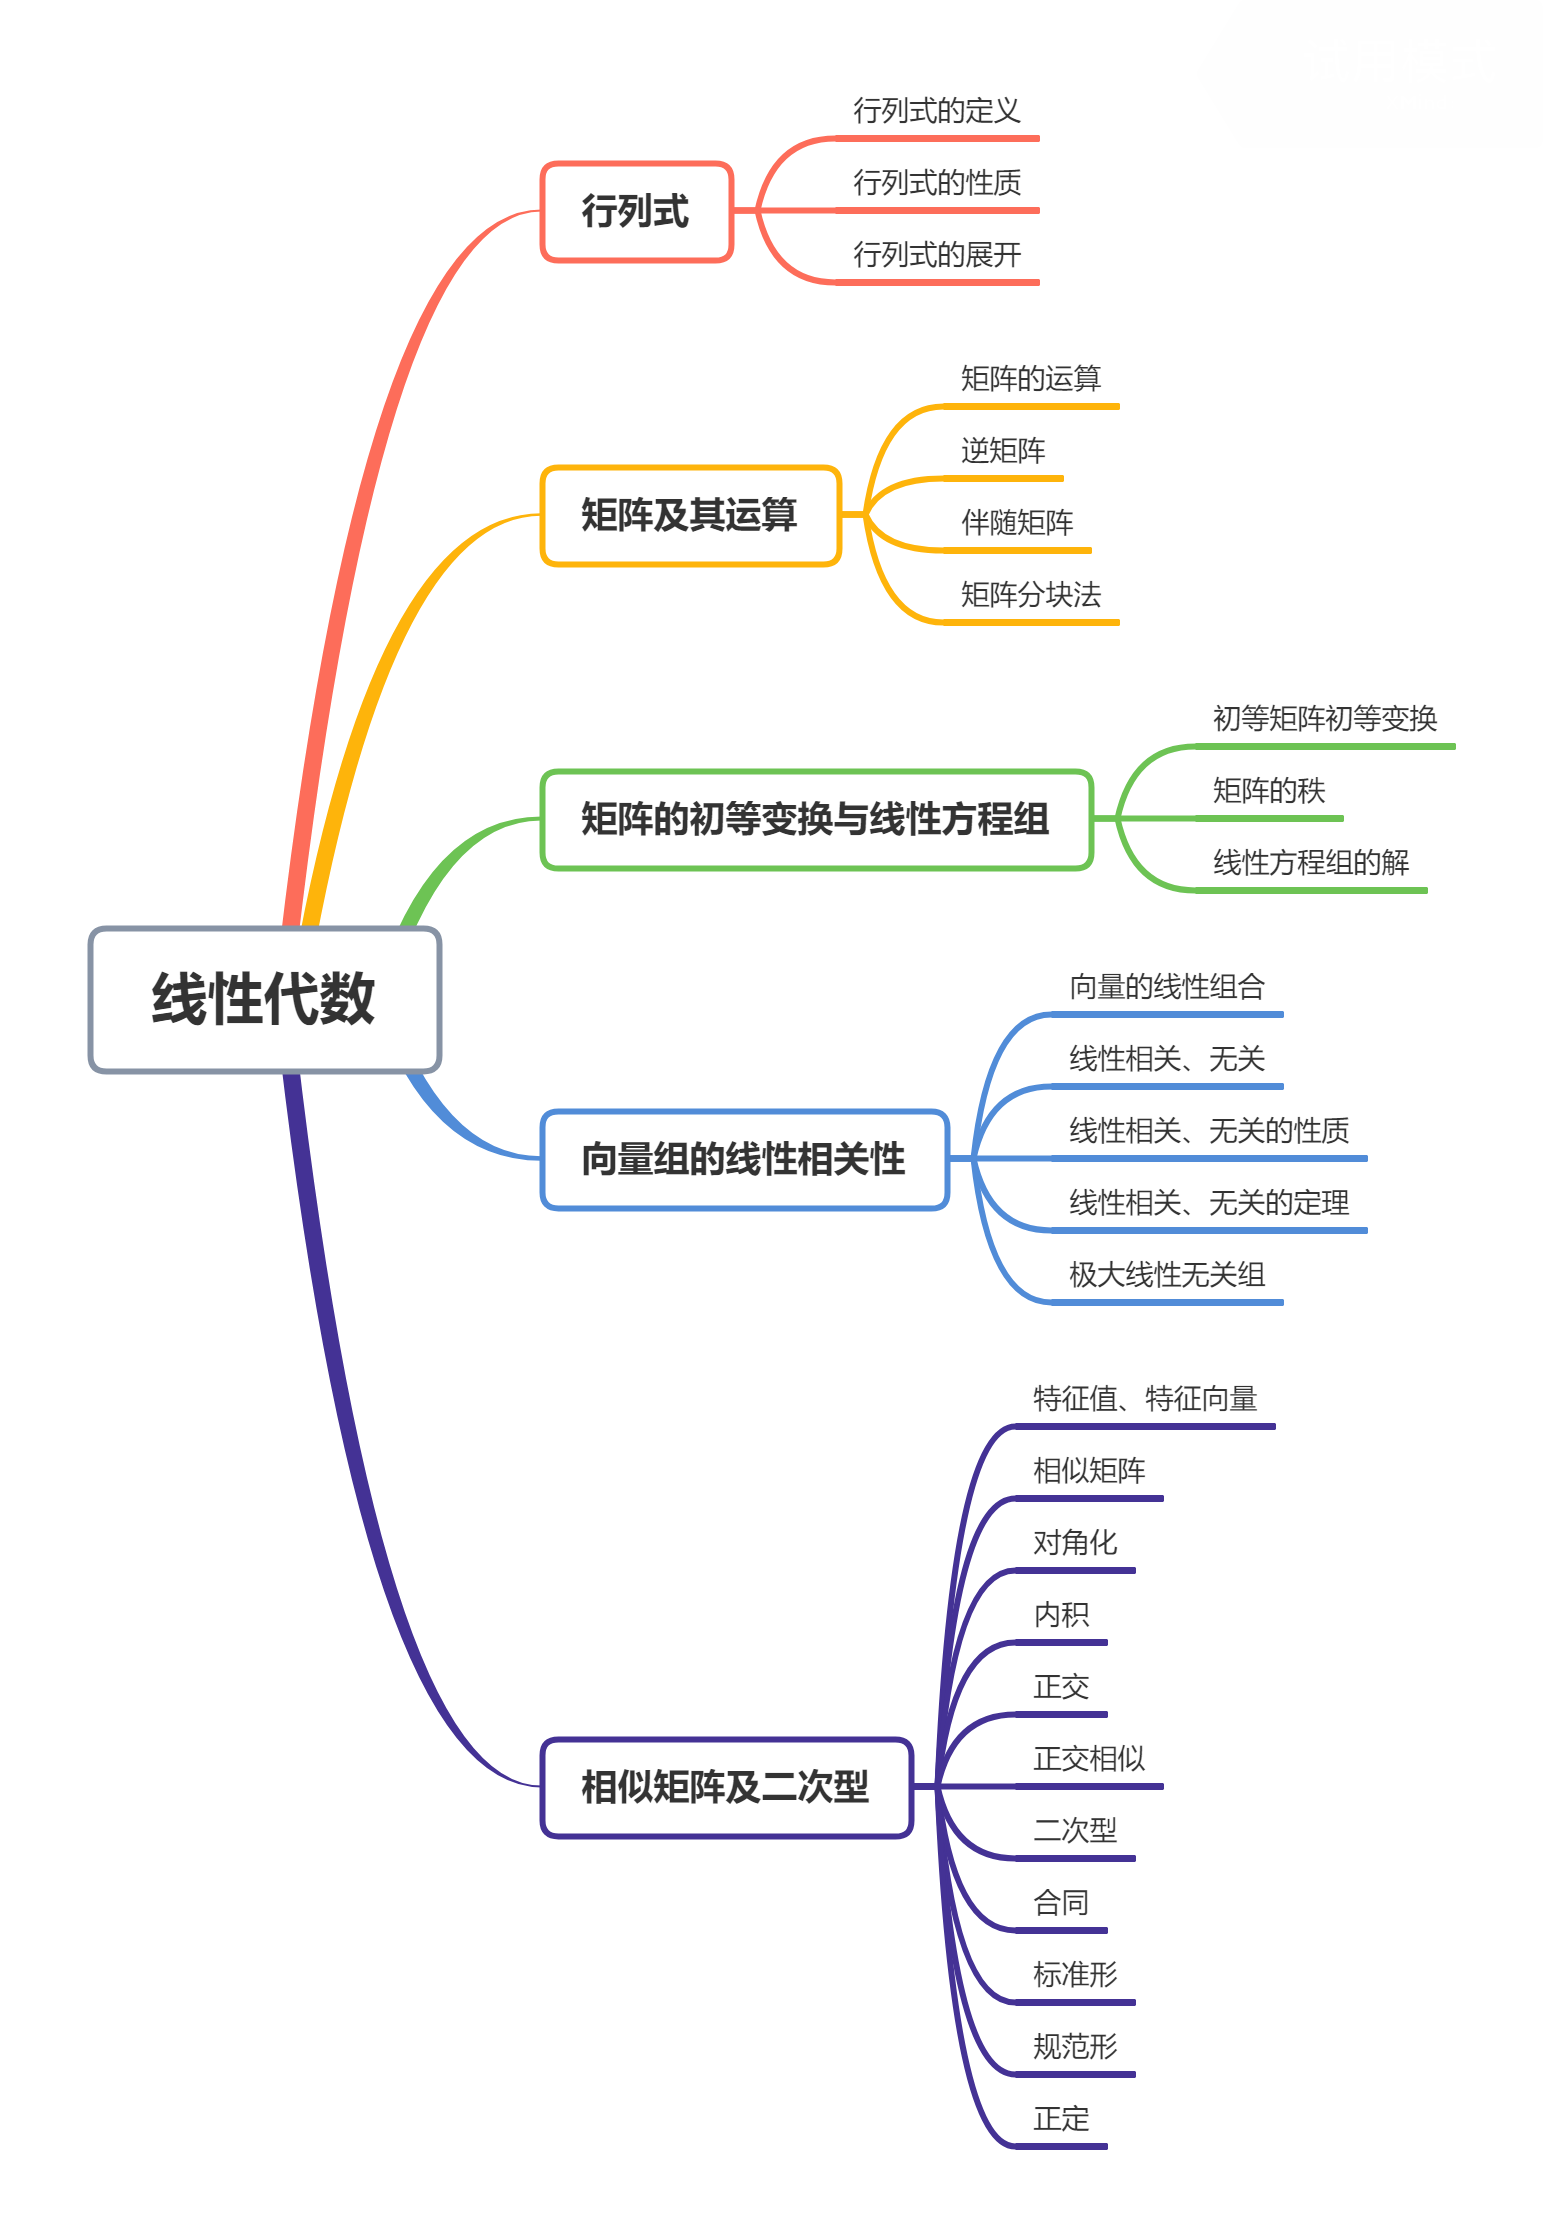 线性代数
行列式
行列式的定义
行列式的性质
行列式的展开
矩阵及其运算
矩阵的运算
逆矩阵
伴随矩阵
矩阵分块法
矩阵的初等变换与线性方程组
初等矩阵初等变换
矩阵的秩
线性方程组的解
向量组的线性相关性
向量的线性组合
线性相关、无关
线性相关、无关的性质
线性相关、无关的定理
极大线性无关组
相似矩阵及二次型
特征值、特征向量
相似矩阵
对角化
内积
正交
正交相似
二次型
合同
标准形
规范形
正定